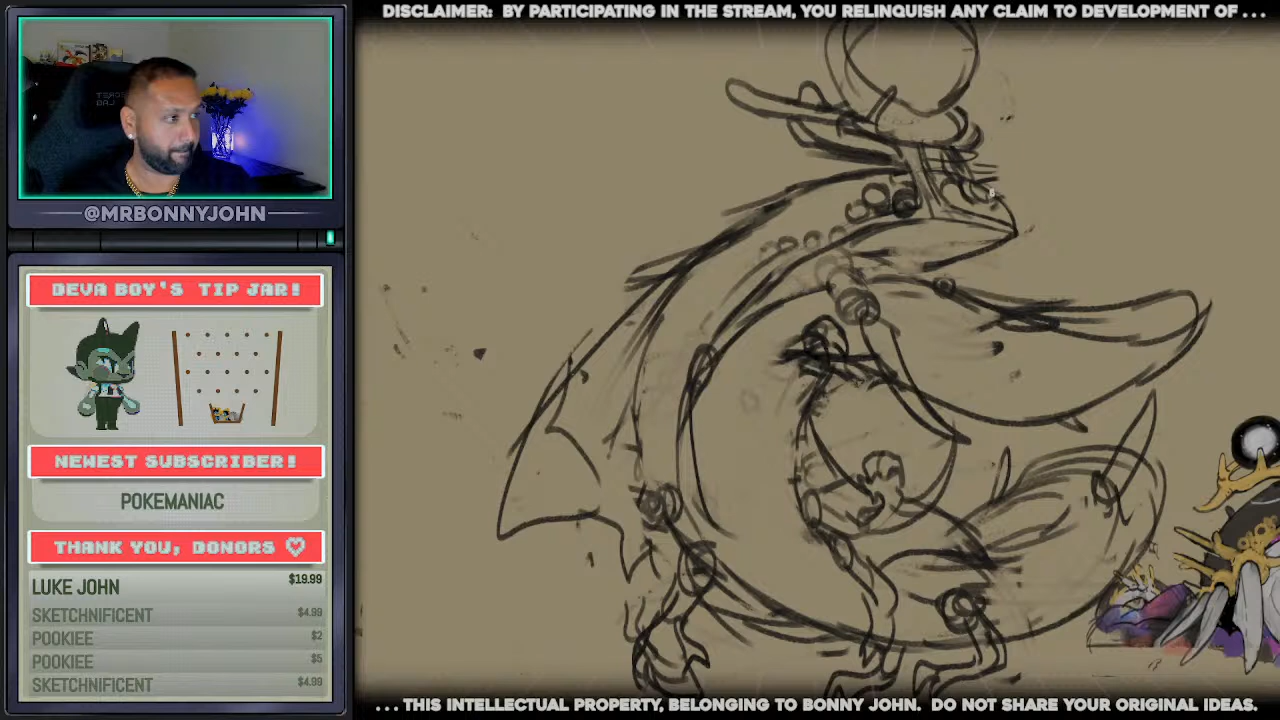 DISCLAIMER: BY PARTICIPATING IN THE STREAM, YOU RELINQUISH ANY CLAIM TO DEVELOPMENT OF . . .
@MRBONNYJOHN
DEVA BOY'S TIP JAR!
NEWEST SUBSCRIBER!
POKEMANIAC
THANK YOU, DONORS ♡
LUKE JOHN $19.99
SKETCHNIFICENT $4.99
POOKIEE $2
POOKIEE $5
SKETCHNIFICENT $4.99
. . . THIS INTELLECTUAL PROPERTY, BELONGING TO BONNY JOHN. DO NOT SHARE YOUR ORIGINAL IDEAS.